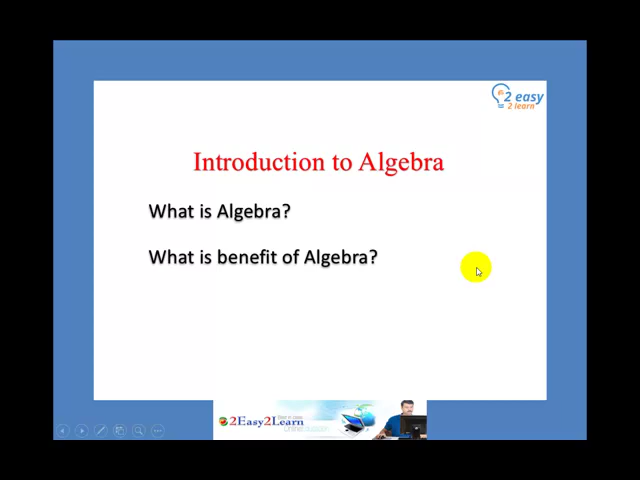 2 easy
2 learn
Introduction to Algebra
What is Algebra?
What is benefit of Algebra?
2Easy2Learn